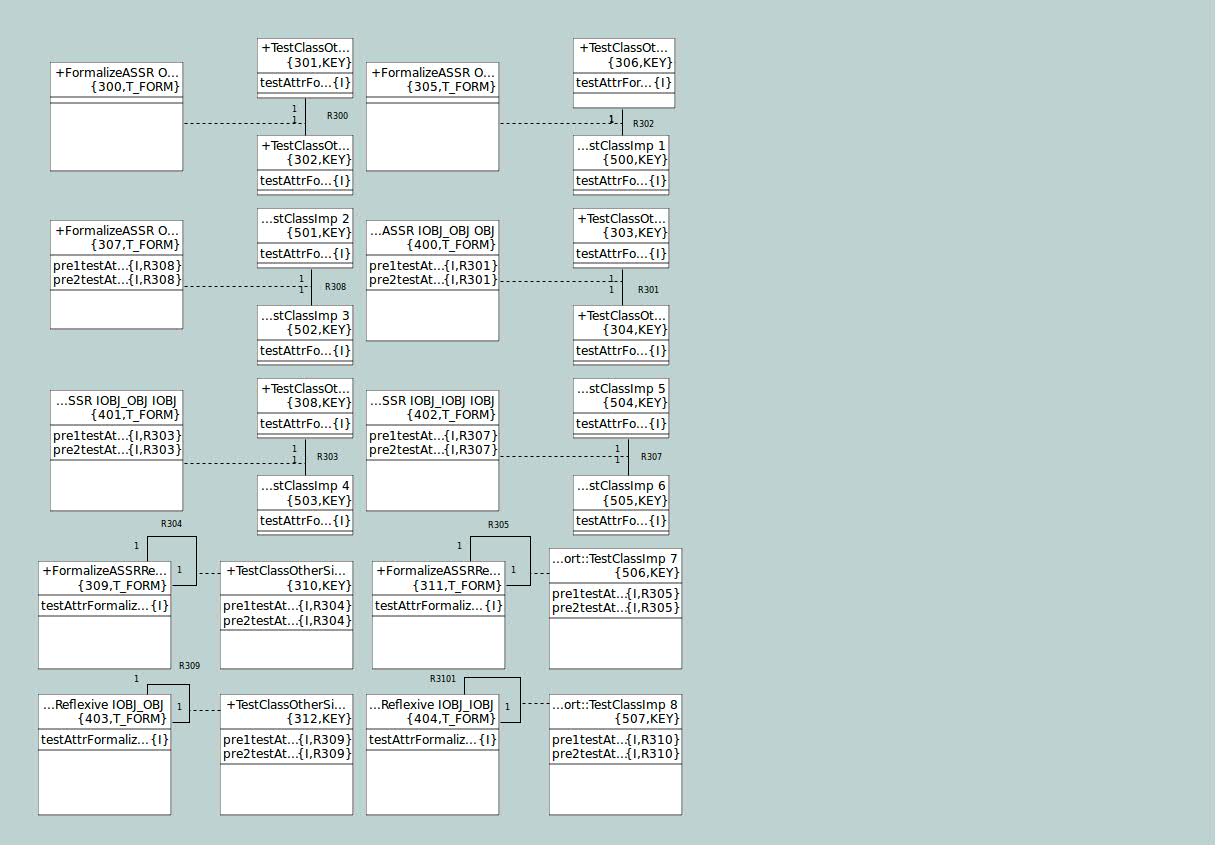 +FormalizeASSR O...
{300,T_FORM}
+TestClassOt...
{301,KEY}
testAttrFo...{I}
1
1
R300
+TestClassOt...
{302,KEY}
testAttrFo...{I}
+FormalizeASSR O...
{305,T_FORM}
+TestClassOt...
{306,KEY}
testAttrFor...{I}
1
R302
...stClassImp 1
{500,KEY}
testAttrFo...{I}
+FormalizeASSR O...
{307,T_FORM}
pre1testAt...{I,R308}
pre2testAt...{I,R308}
...stClassImp 2
{501,KEY}
testAttrFo...{I}
1
1
R308
...stClassImp 3
{502,KEY}
testAttrFo...{I}
...ASSR IOBJ_OBJ OBJ
{400,T_FORM}
pre1testAt...{I,R301}
pre2testAt...{I,R301}
+TestClassOt...
{303,KEY}
testAttrFo...{I}
1
1
R301
+TestClassOt...
{304,KEY}
testAttrFo...{I}
...SSR IOBJ_OBJ IOBJ
{401,T_FORM}
pre1testAt...{I,R303}
pre2testAt...{I,R303}
+TestClassOt...
{308,KEY}
testAttrFo...{I}
1
1
R303
...stClassImp 4
{503,KEY}
testAttrFo...{I}
...SSR IOBJ_IOBJ IOBJ
{402,T_FORM}
pre1testAt...{I,R307}
pre2testAt...{I,R307}
...stClassImp 5
{504,KEY}
testAttrFo...{I}
1
1
R307
...stClassImp 6
{505,KEY}
testAttrFo...{I}
R304
1
1
+FormalizeASSRRe...
{309,T_FORM}
testAttrFormaliz...{I}
+TestClassOtherSi...
{310,KEY}
pre1testAt...{I,R304}
pre2testAt...{I,R304}
R305
1
1
+FormalizeASSRRe...
{311,T_FORM}
testAttrFormaliz...{I}
...ort::TestClassImp 7
{506,KEY}
pre1testAt...{I,R305}
pre2testAt...{I,R305}
R309
1
1
...Reflexive IOBJ_OBJ
{403,T_FORM}
testAttrFormaliz...{I}
+TestClassOtherSi...
{312,KEY}
pre1testAt...{I,R309}
pre2testAt...{I,R309}
R3101
1
...Reflexive IOBJ_IOBJ
{404,T_FORM}
testAttrFormaliz...{I}
...ort::TestClassImp 8
{507,KEY}
pre1testAt...{I,R310}
pre2testAt...{I,R310}